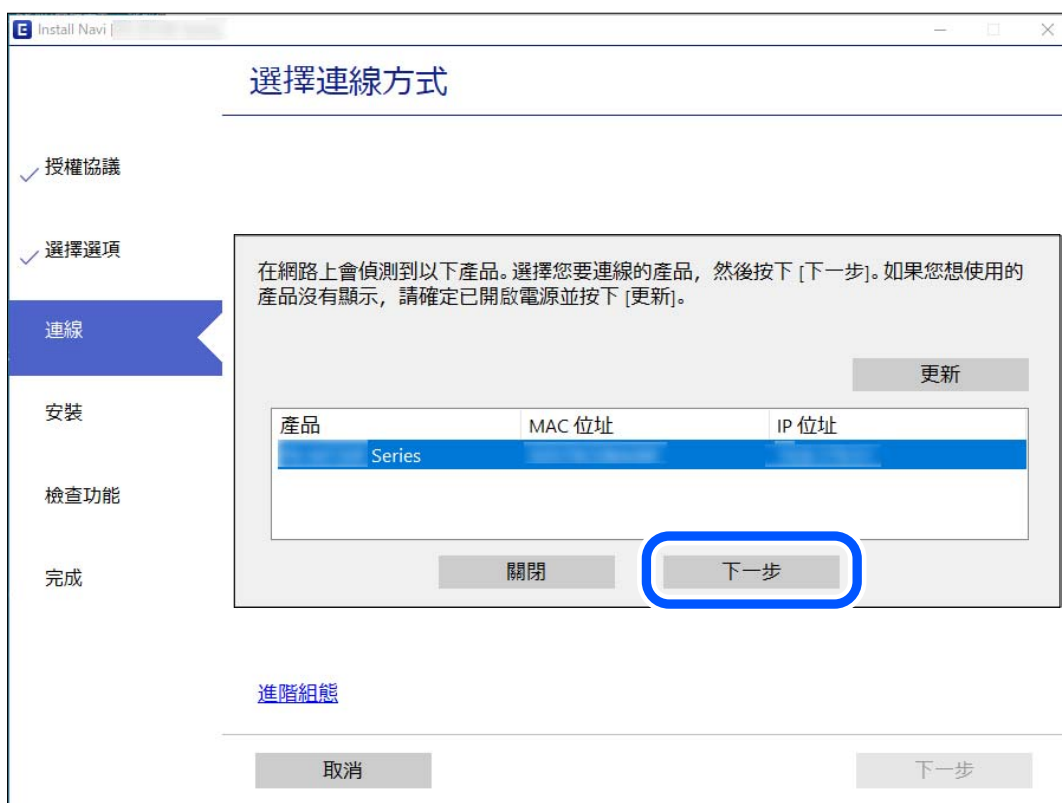 E Install Navi [
選擇連線方式
授權協議
選擇選項
連線
安裝
檢查功能
完成
在網路上會偵測到以下產品。選擇您要連線的產品，然後按下 [下一步]。如果您想使用的
產品沒有顯示，請確定已開啟電源並按下 [更新]。
更新
產品 MAC 位址 IP 位址
Series
關閉 下一步
進階組態
取消 下一步